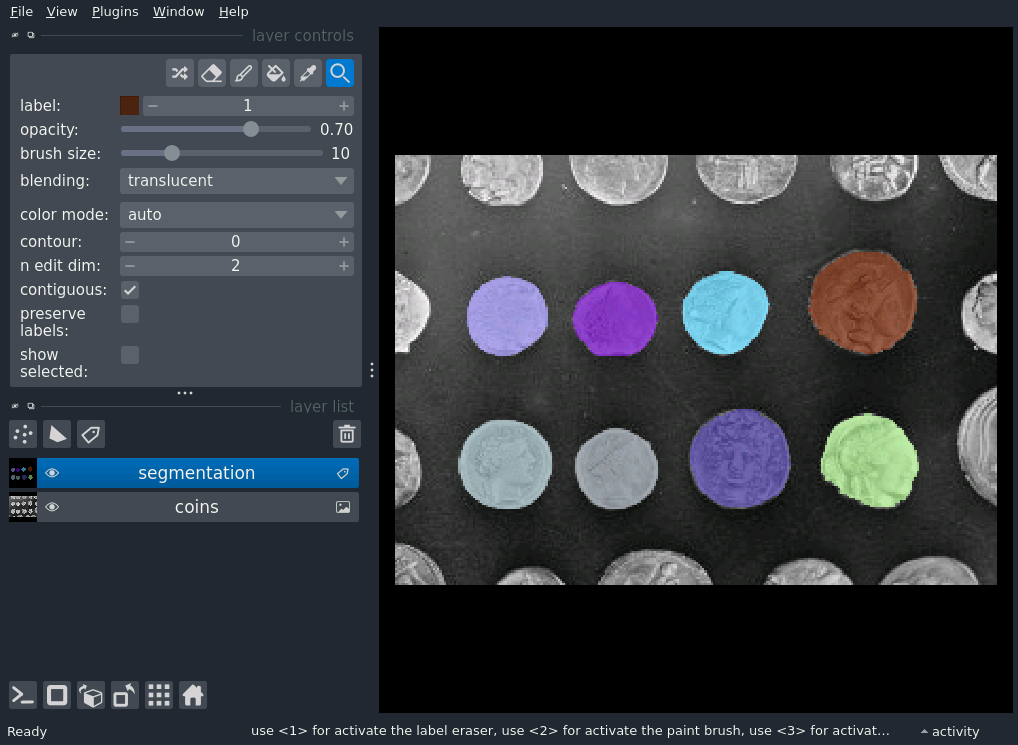 File View Plugins Window Help
layer controls
label: 1
opacity: 0.70
brush size: 10
blending: translucent
color mode: auto
contour: 0
n edit dim: 2
contiguous:
preserve
labels:
show
selected:
layer list
segmentation
coins
Ready use <1> for activate the label eraser, use <2> for activate the paint brush, use <3> for activat... activity